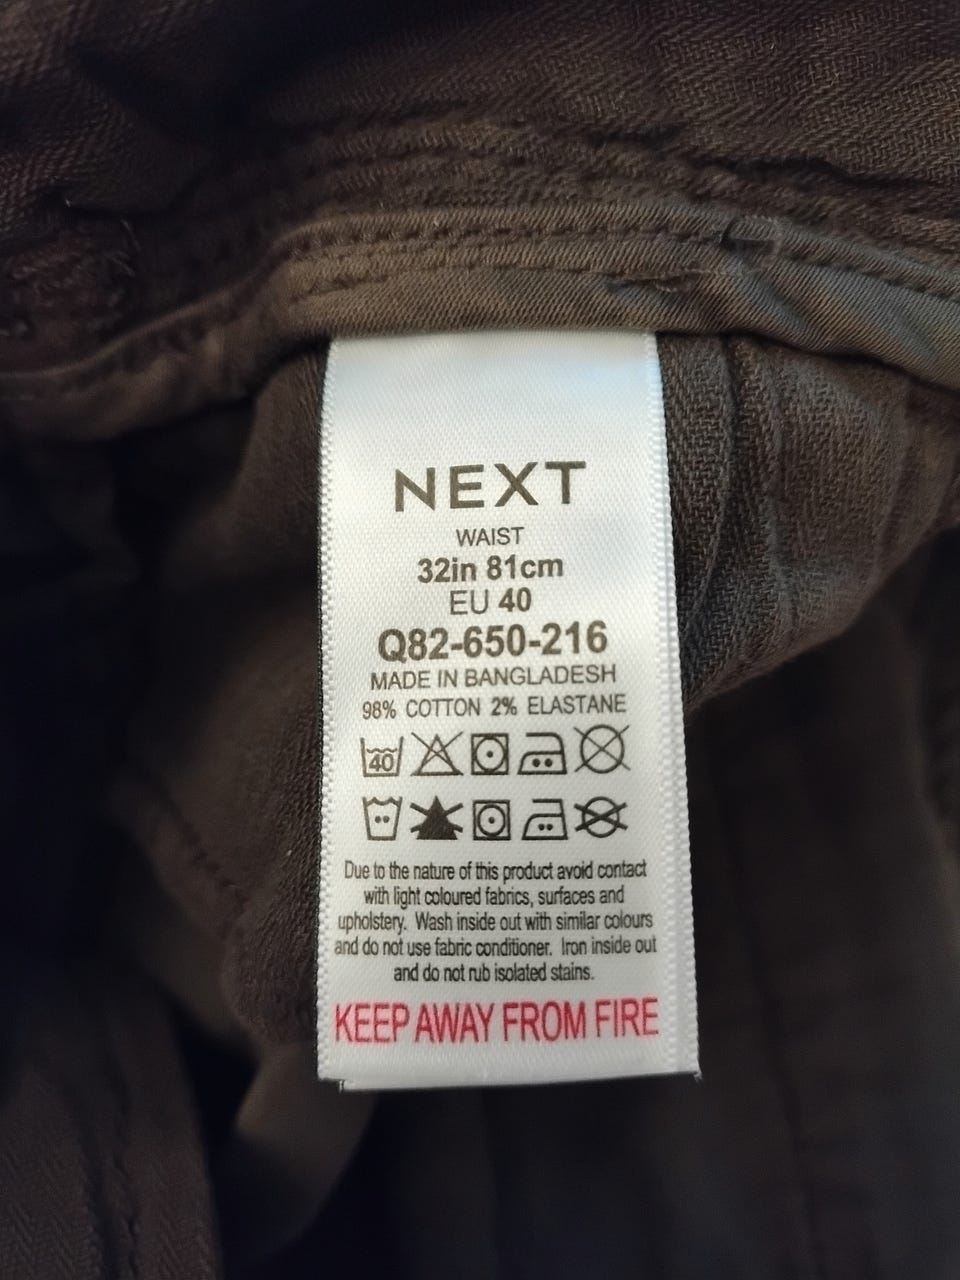 NEXT
WAIST
32in 81cm
EU 40
Q82-650-216
MADE IN BANGLADESH
98% COTTON 2% ELASTANE
40
Due to the nature of this product avoid contact
with light coloured fabrics, surfaces and
upholstery. Wash inside out with similar colours
and do not use fabric conditioner. Iron inside out
and do not rub isolated stains.
KEEP AWAY FROM FIRE